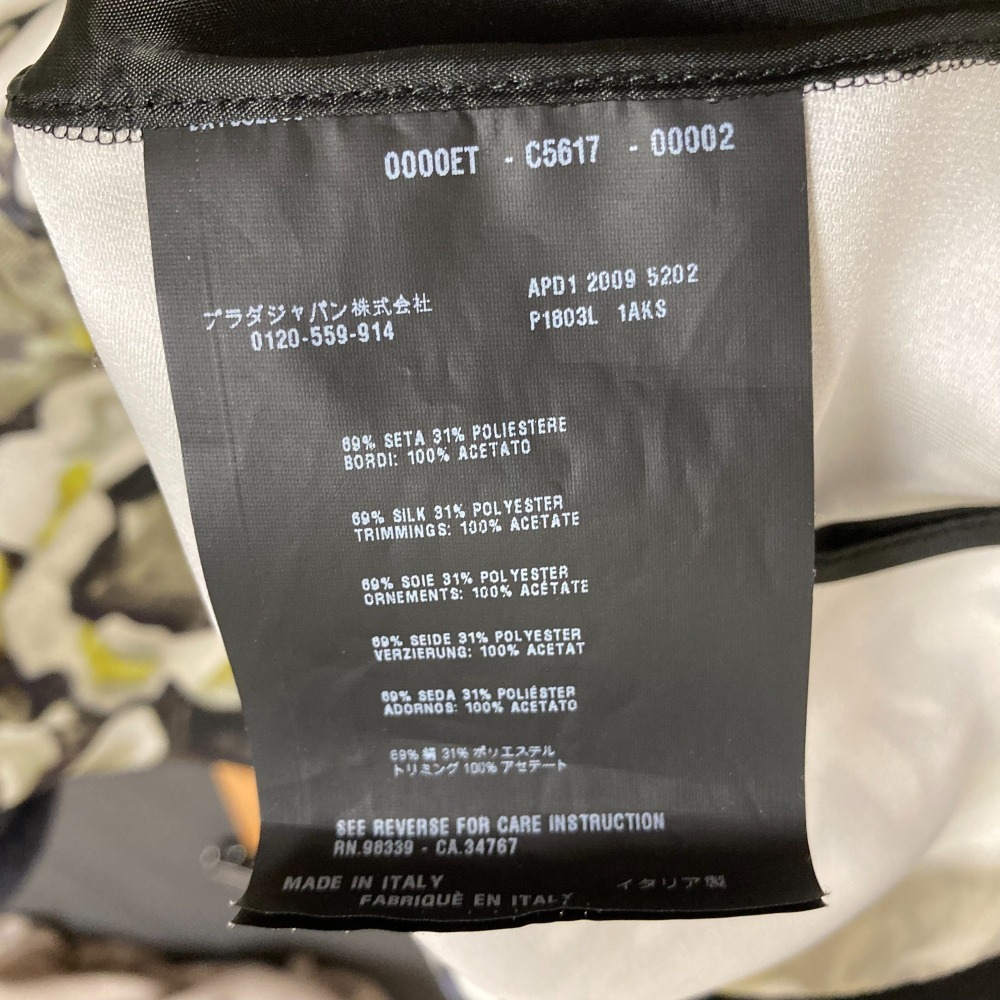 0000ET - C5617 - 00002
APD1 2009 5202
P1803L 1AKS
プラダジャパン株式会社
0120-559-914
69% SETA 31% POLIESTERE
BORDI: 100% ACETATO
69% SILK 31% POLYESTER
TRIMMINGS: 100% ACETATE
69% SOIE 31% POLYESTER
ORNEMENTS: 100% ACÉTATE
69% SEIDE 31% POLYESTER
VERZIERUNG: 100% ACETAT
69% SEDA 31% POLIÉSTER
ADORNOS: 100% ACETATO
69% 絹 31% ポリエステル
トリミング 100% アセテート
SEE REVERSE FOR CARE INSTRUCTION
RN.98339 - CA.34767
MADE IN ITALY イタリア製
FABRIQUÈ EN ITALY